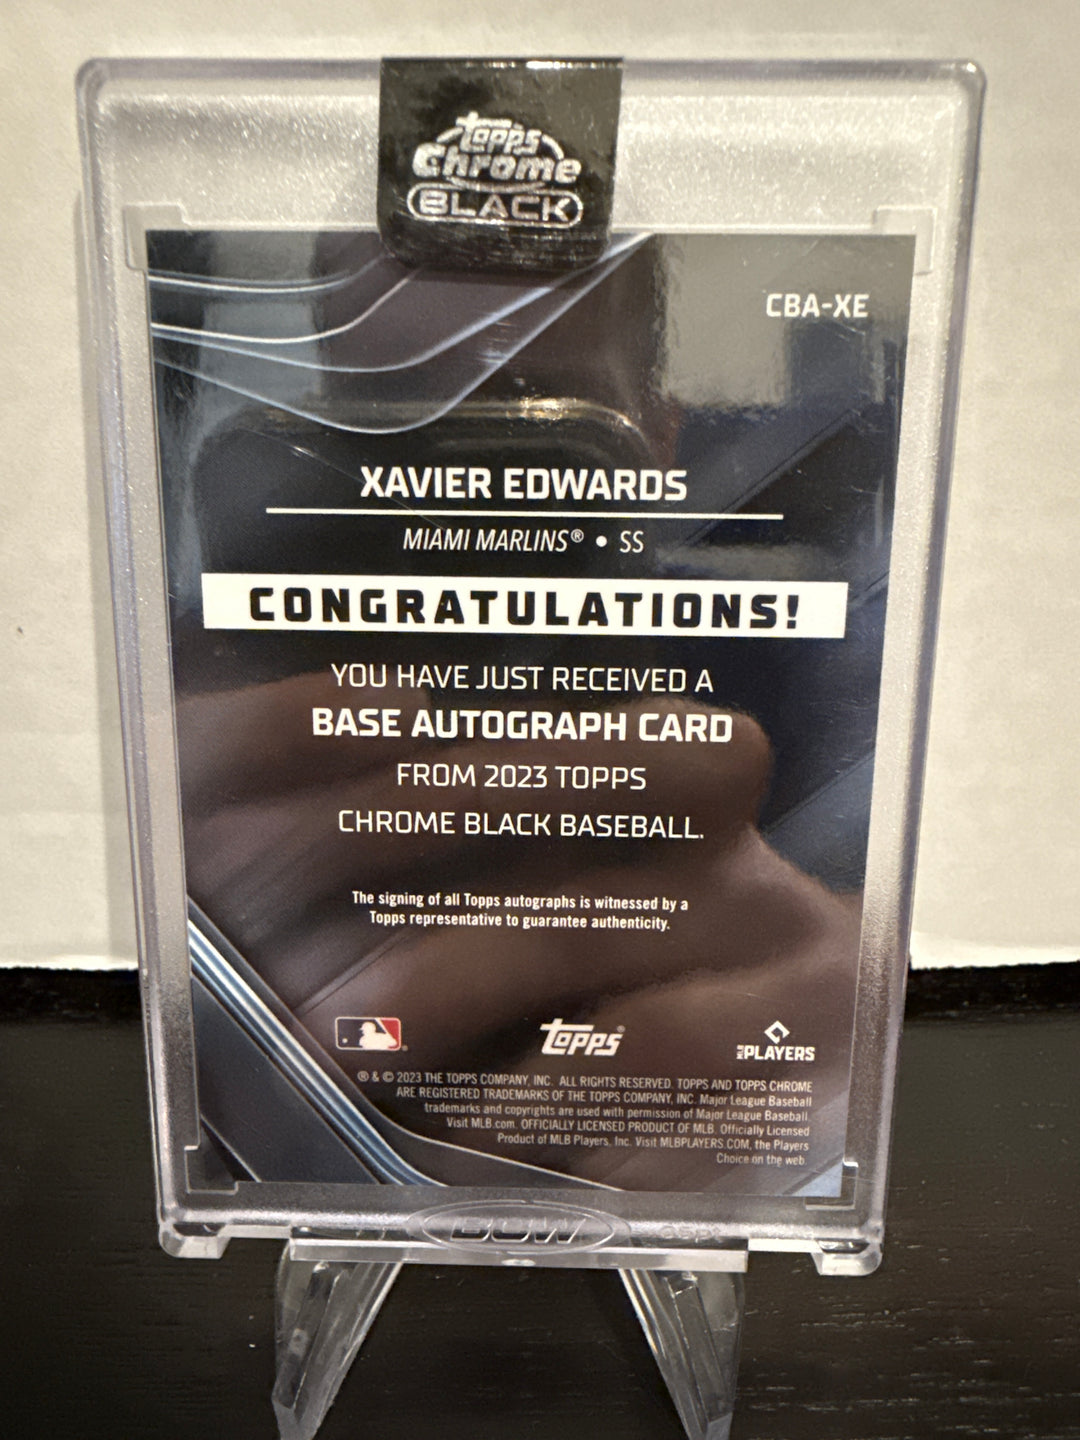 Topps
Chrome
BLACK
CBA-XE
XAVIER EDWARDS
MIAMI MARLINS® • SS
CONGRATULATIONS!
YOU HAVE JUST RECEIVED A
BASE AUTOGRAPH CARD
FROM 2023 TOPPS
CHROME BLACK BASEBALL.
The signing of all Topps autographs is witnessed by a
Topps representative to guarantee authenticity.
Topps®
MLB PLAYERS
® & © 2023 THE TOPPS COMPANY, INC. ALL RIGHTS RESERVED. TOPPS AND TOPPS CHROME
ARE REGISTERED TRADEMARKS OF THE TOPPS COMPANY, INC. Major League Baseball
trademarks and copyrights are used with permission of Major League Baseball.
Visit MLB.com. OFFICIALLY LICENSED PRODUCT OF MLB. Officially Licensed
Product of MLB Players, Inc. Visit MLBPLAYERS.COM, the Players
Choice on the web.
BCW